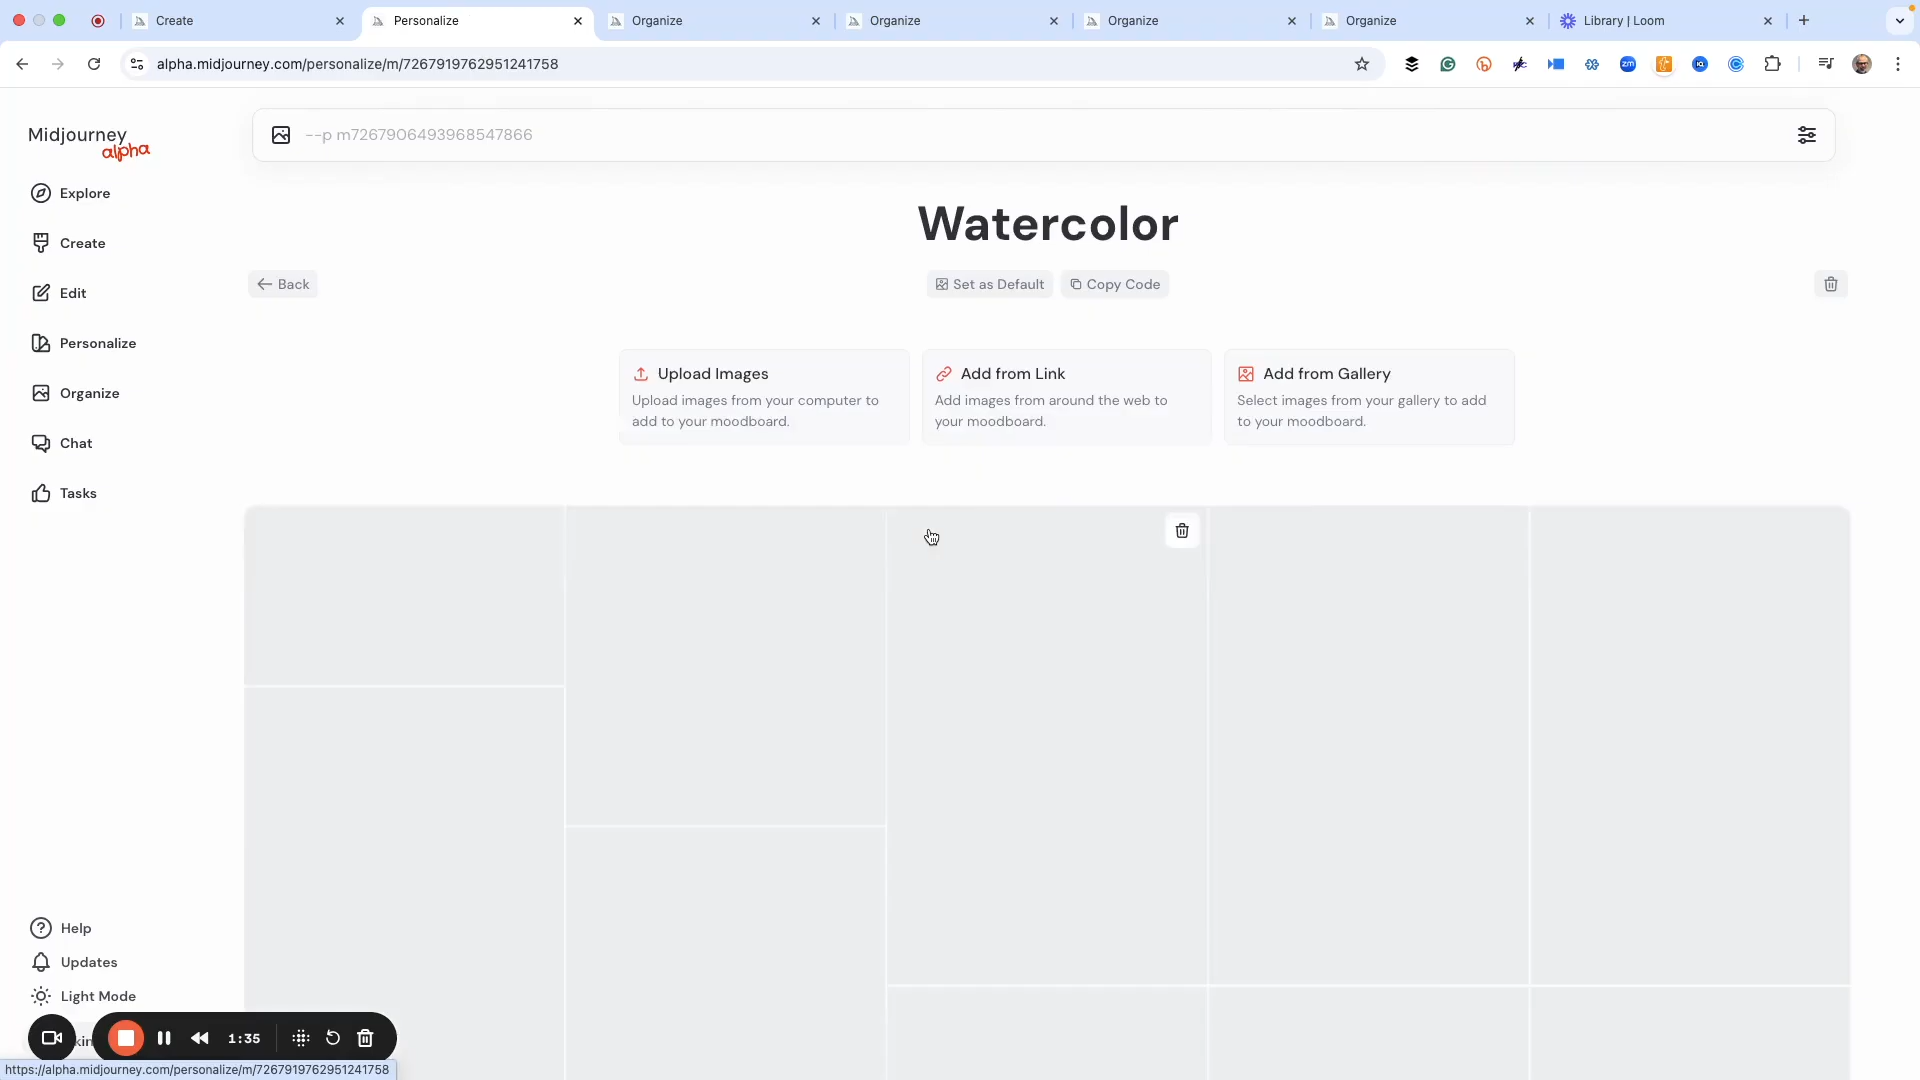 Create
Personalize
Organize
Organize
Organize
Organize
Library | Loom
alpha.midjourney.com/personalize/m/7267919762951241758
Midjourney
alpha
--p m7267906493968547866
Explore
Create
Edit
Personalize
Organize
Chat
Tasks
Watercolor
Back
Set as Default
Copy Code
Upload Images
Upload images from your computer to
add to your moodboard.
Add from Link
Add images from around the web to
your moodboard.
Add from Gallery
Select images from your gallery to add
to your moodboard.
Help
Updates
Light Mode
1:35
https://alpha.midjourney.com/personalize/m/7267919762951241758